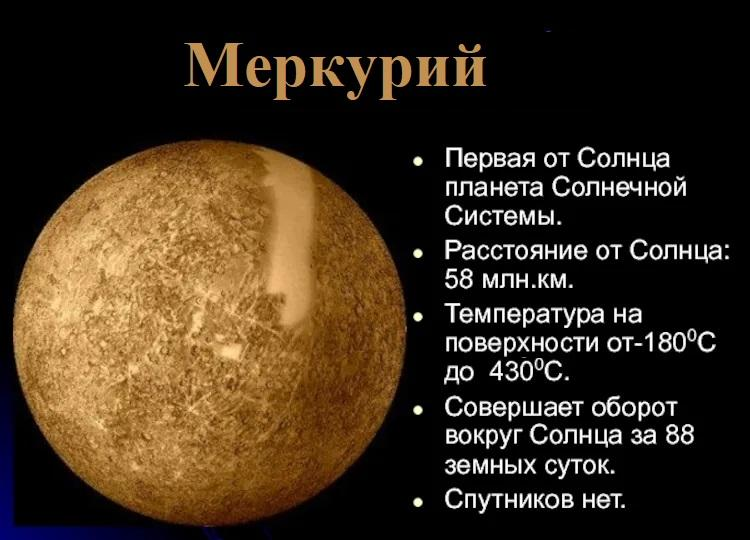 Меркурий
• Первая от Солнца
планета Солнечной
Системы.
• Расстояние от Солнца:
58 млн.км.
• Температура на
поверхности от-180⁰С
до 430⁰С.
• Совершает оборот
вокруг Солнца за 88
земных суток.
• Спутников нет.